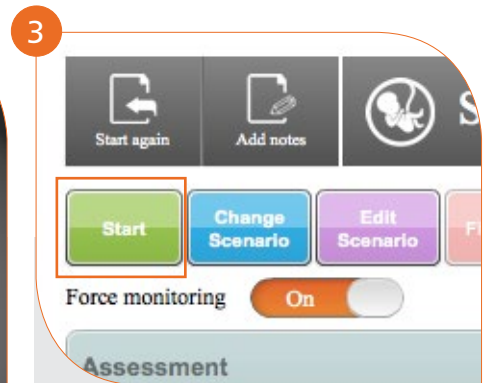 3
Start again
Add notes
S
Start
Change
Scenario
Edit
Scenario
Force monitoring
On
Assessment